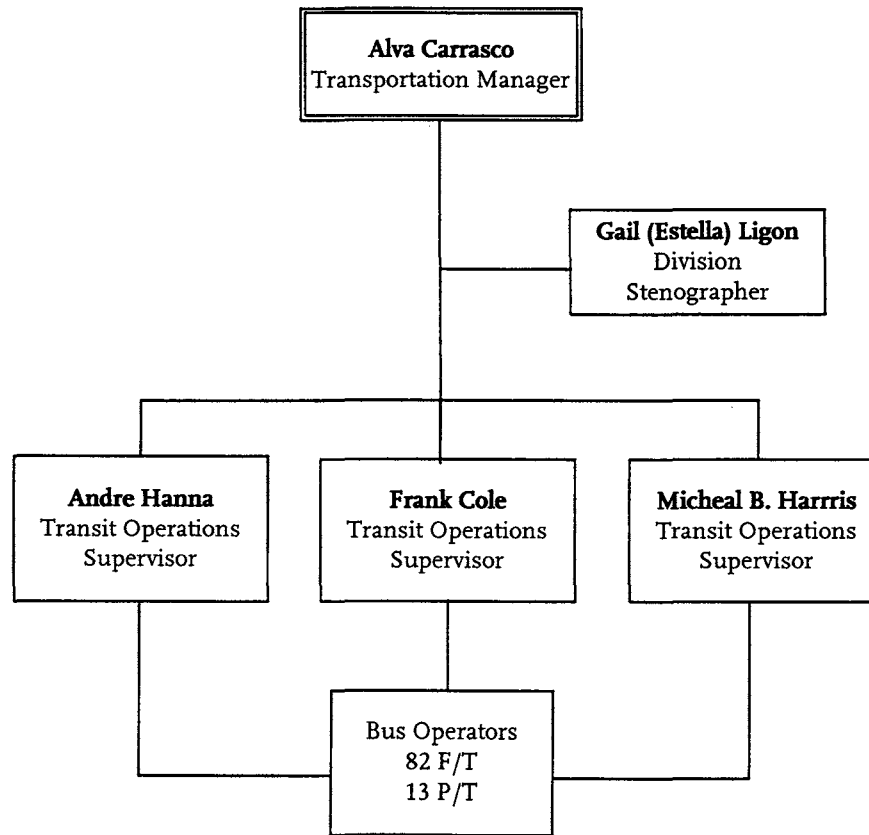 Alva Carrasco
Transportation Manager
Gail (Estella) Ligon
Division
Stenographer
Andre Hanna
Transit Operations
Supervisor
Frank Cole
Transit Operations
Supervisor
Micheal B. Harrris
Transit Operations
Supervisor
Bus Operators
82 F/T
13 P/T